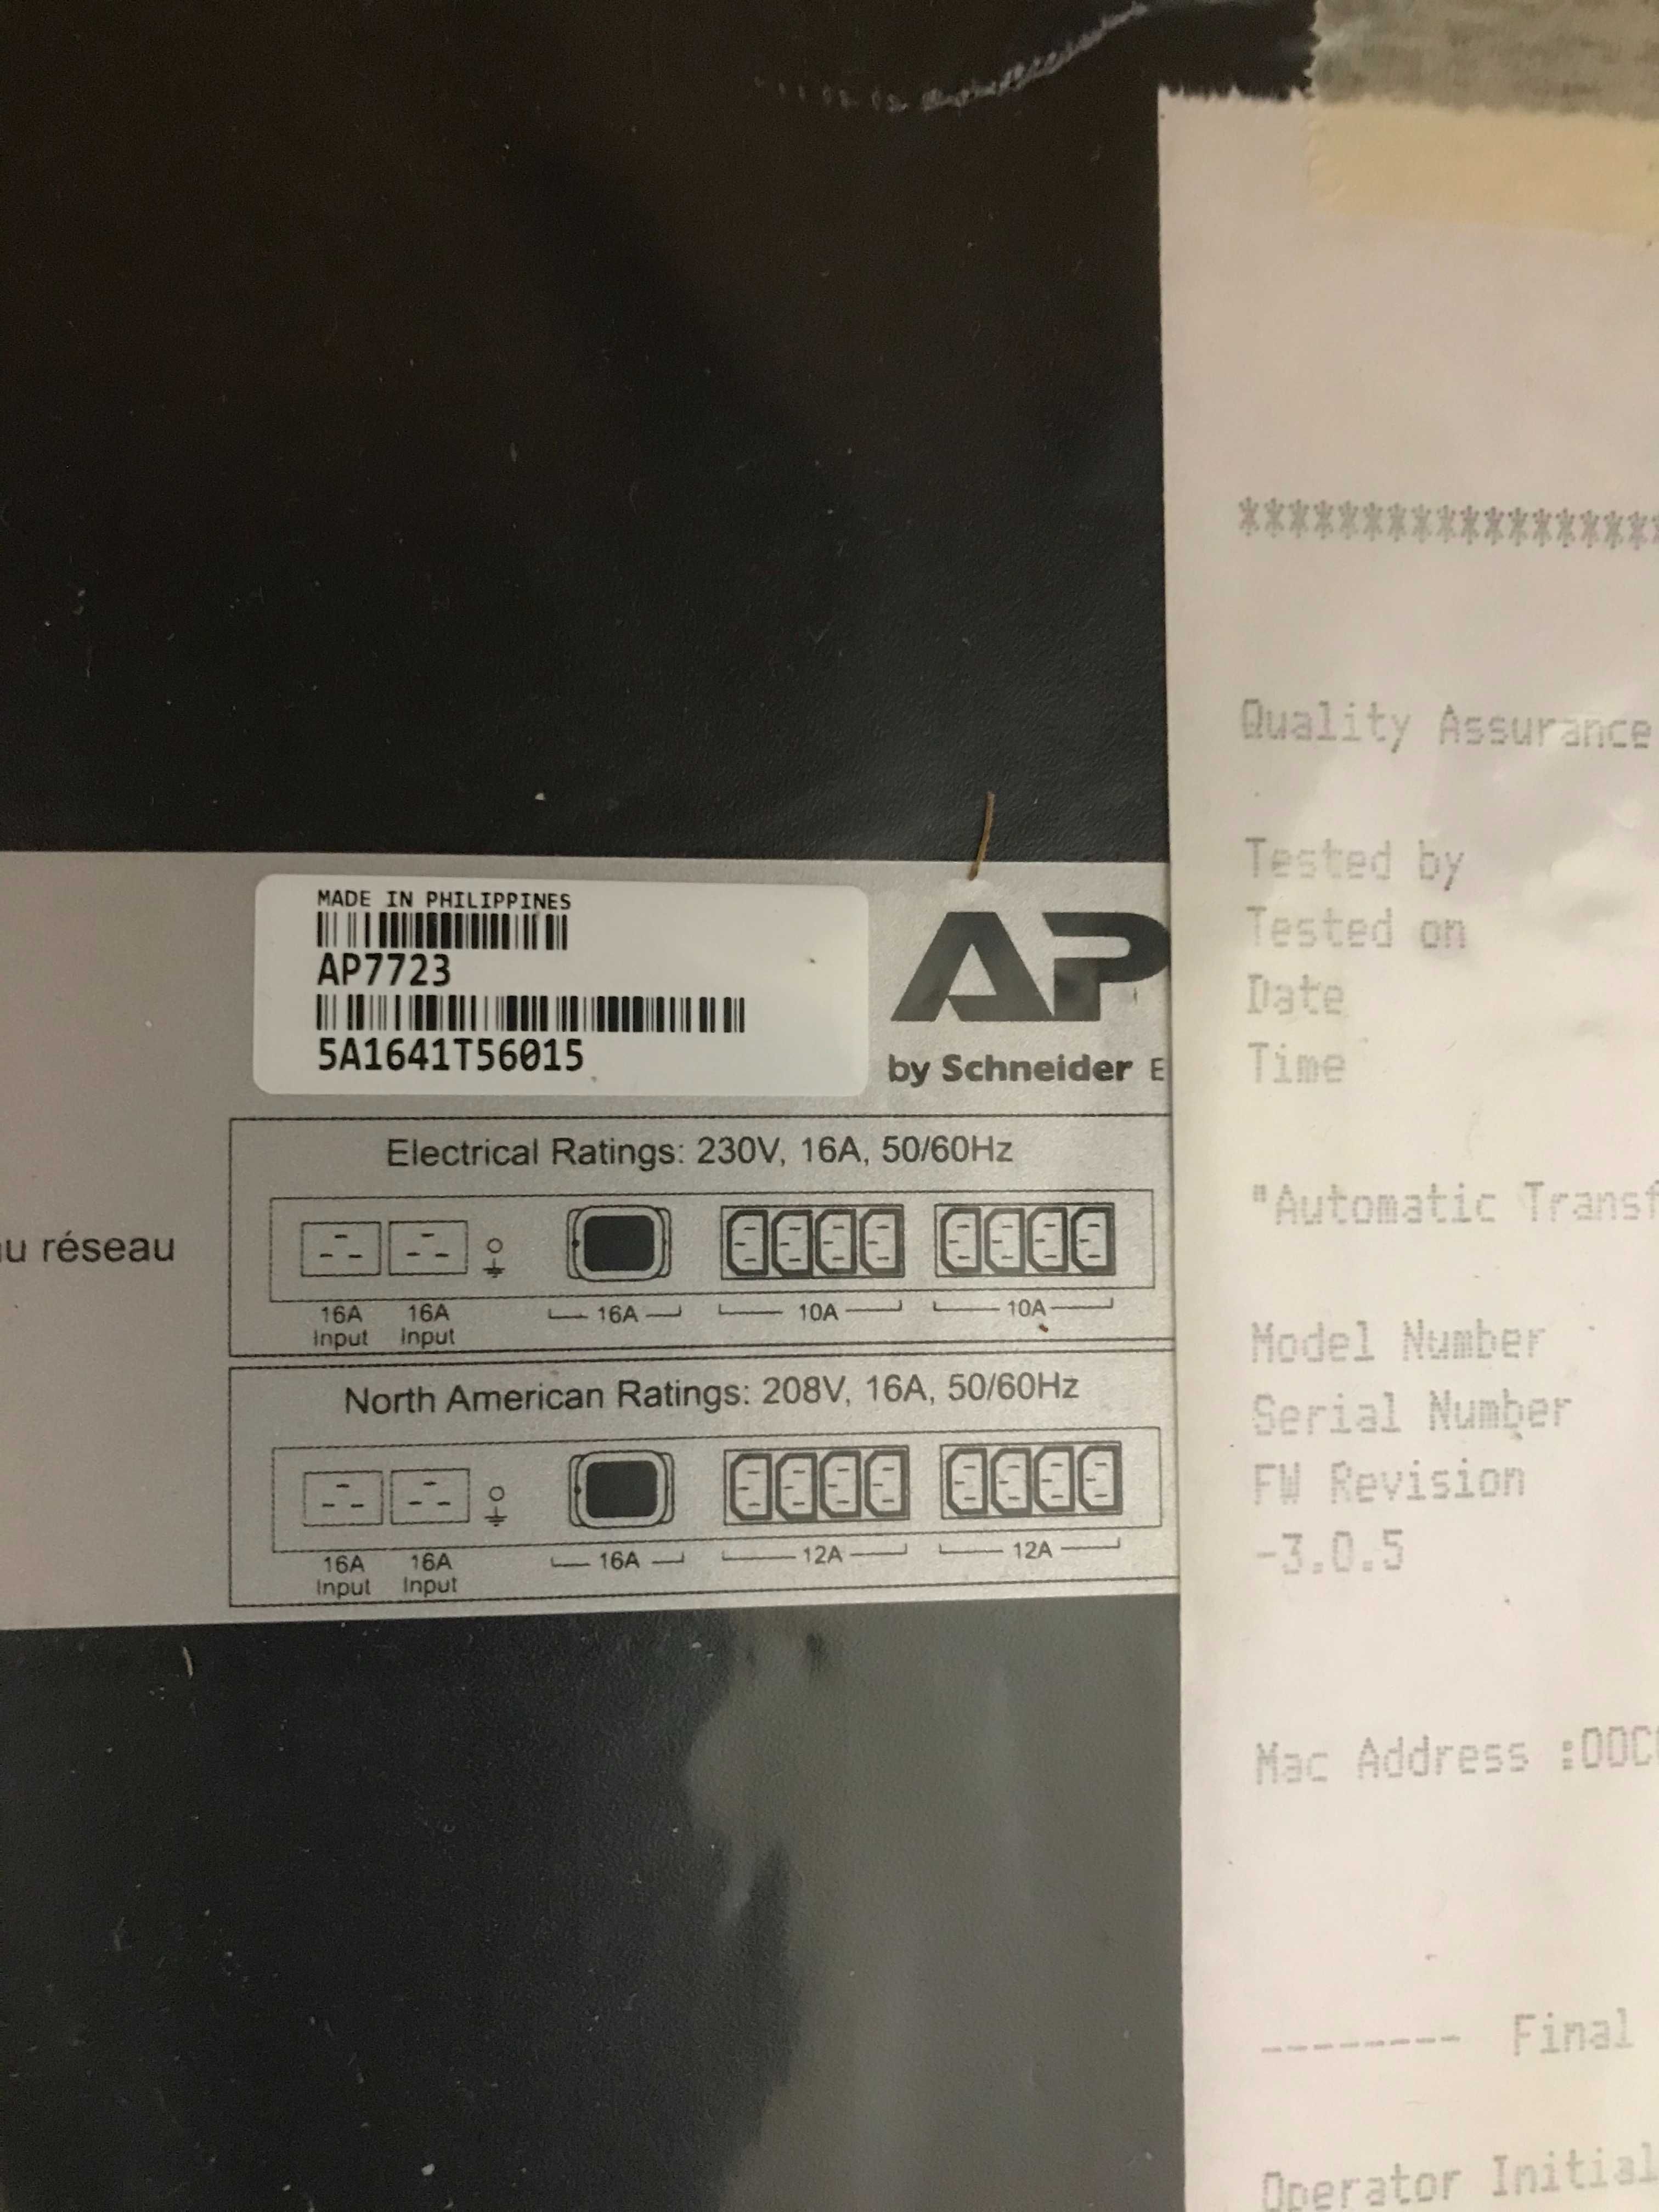 MADE IN PHILIPPINES
AP7723
5A1641T56015
AP
by Schneider E
Electrical Ratings: 230V, 16A, 50/60Hz
16A
Input
16A
Input
16A
10A
10A
au réseau
North American Ratings: 208V, 16A, 50/60Hz
16A
Input
16A
Input
16A
12A
12A
*****************
Quality Assurance
Tested by
Tested on
Date
Time
"Automatic Transf
Model Number
Serial Number
FW Revision
-3.0.5
Mac Address :00C
-------- Final
Operator Initial